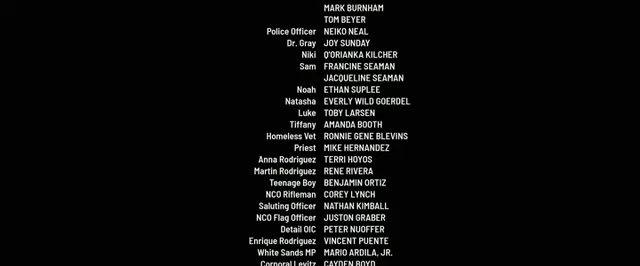 MARK BURNHAM
TOM BEYER
Police Officer NEIKO NEAL
Dr. Gray JOY SUNDAY
Niki Q'ORIANKA KILCHER
Sam FRANCINE SEAMAN
JACQUELINE SEAMAN
Noah ETHAN SUPLEE
Natasha EVERLY WILD GOERDEL
Luke TOBY LARSEN
Tiffany AMANDA BOOTH
Homeless Vet RONNIE GENE BLEVINS
Priest MIKE HERNANDEZ
Anna Rodriguez TERRI HOYOS
Martin Rodriguez RENE RIVERA
Teenage Boy BENJAMIN ORTIZ
NCO Rifleman COREY LYNCH
Saluting Officer NATHAN KIMBALL
NCO Flag Officer JUSTON GRABER
Detail OIC PETER NUOFFER
Enrique Rodriguez VINCENT PUENTE
White Sands MP MARIO ARDILA, JR.
Corporal Levitz CAYDEN BOYD